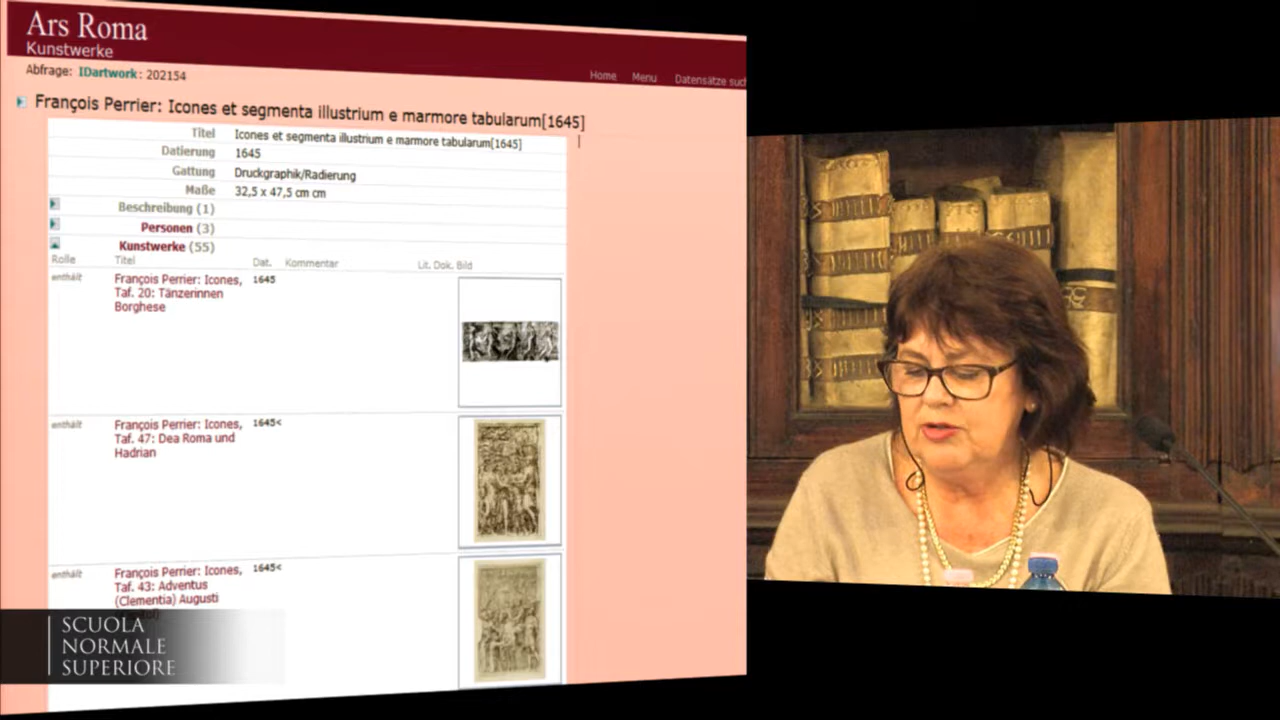 Ars Roma
Kunstwerke
Abfrage: IDartwork: 202154
Home Menu Datensätze such
François Perrier: Icones et segmenta illustrium e marmore tabularum[1645]
Titel Icones et segmenta illustrium e marmore tabularum[1645]
Datierung 1645
Gattung Druckgraphik/Radierung
Maße 32,5 x 47,5 cm cm
Beschreibung (1)
Personen (3)
Kunstwerke (55)
Rolle Titel Dat. Kommentar Lit. Dok. Bild
enthält François Perrier: Icones, 1645
Taf. 20: Tänzerinnen
Borghese
enthält François Perrier: Icones, 1645<
Taf. 47: Dea Roma und
Hadrian
enthält François Perrier: Icones, 1645<
Taf. 43: Adventus
(Clementia) Augusti
SCUOLA
NORMALE
SUPERIORE